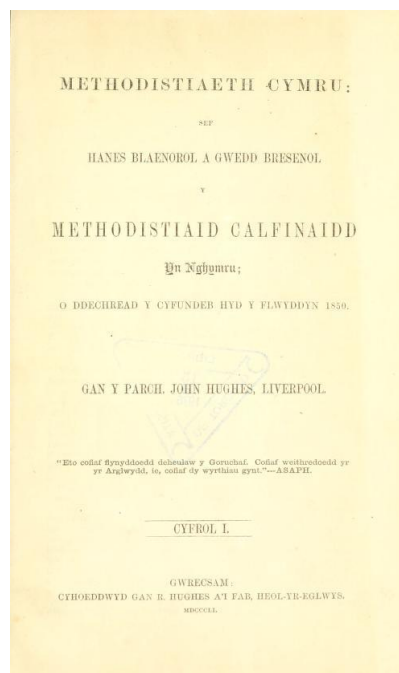 METHODISTIAETH CYMRU:
SEF
HANES BLAENOROL A GWEDD BRESENOL
Y
METHODISTIAID CALFINAIDD
Yn Nghymru;
O DDECHREAD Y CYFUNDEB HYD Y FLWYDDYN 1850.
GAN Y PARCH. JOHN HUGHES, LIVERPOOL.
"Eto cofiaf flynyddoedd deheulaw y Goruchaf. Cofiaf weithredoedd yr
yr Arglwydd, ie, cofiaf dy wyrthiau gynt."—ASAPH.
CYFROL I.
GWRECSAM:
CYHOEDDWYD GAN R. HUGHES A'I FAB, HEOL-YR-EGLWYS.
MDCCCLI.